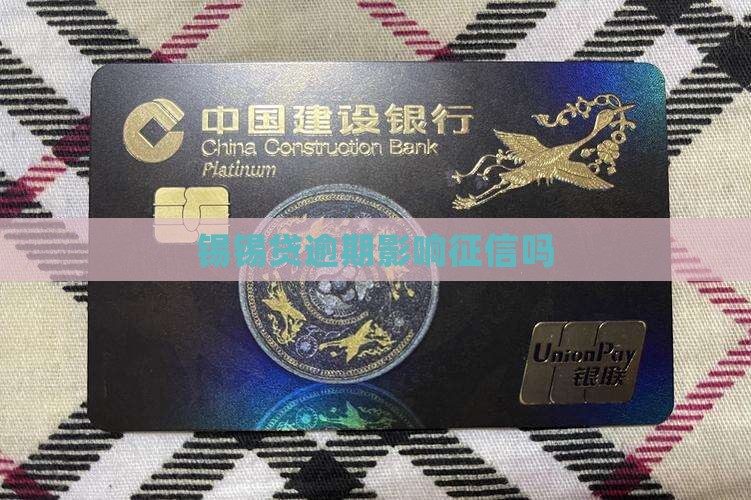 中国建设银行
China Construction Bank
Platinum
锡锡贷逾期影响征信吗
UnionPay
银联